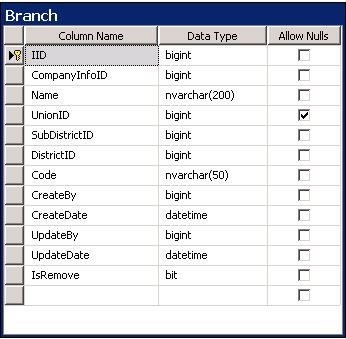 Branch
Column Name Data Type Allow Nulls
IID bigint
CompanyInfoID bigint
Name nvarchar(200)
UnionID bigint
SubDistrictID bigint
DistrictID bigint
Code nvarchar(50)
CreateBy bigint
CreateDate datetime
UpdateBy bigint
UpdateDate datetime
IsRemove bit